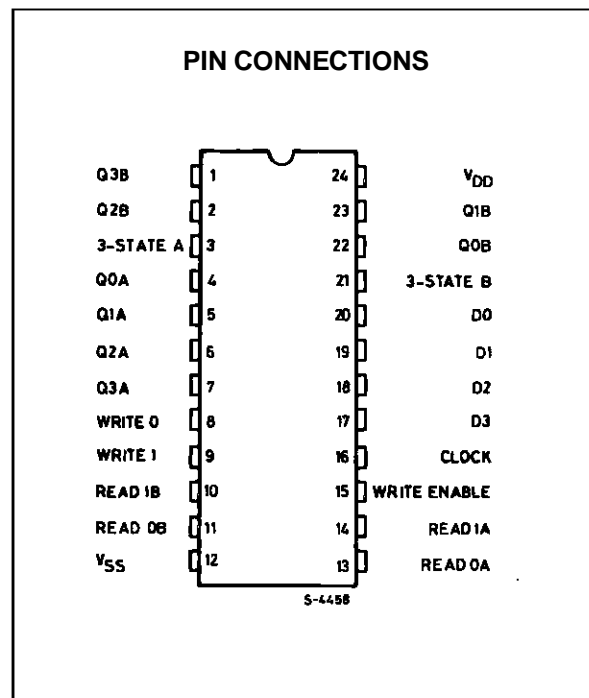 PIN CONNECTIONS
Q3B 1 24 VDD
Q2B 2 23 Q1B
3-STATE A 3 22 Q0B
Q0A 4 21 3-STATE B
Q1A 5 20 D0
Q2A 6 19 D1
Q3A 7 18 D2
WRITE 0 8 17 D3
WRITE 1 9 16 CLOCK
READ 1B 10 15 WRITE ENABLE
READ 0B 11 14 READ 1A
VSS 12 13 READ 0A
S-4458